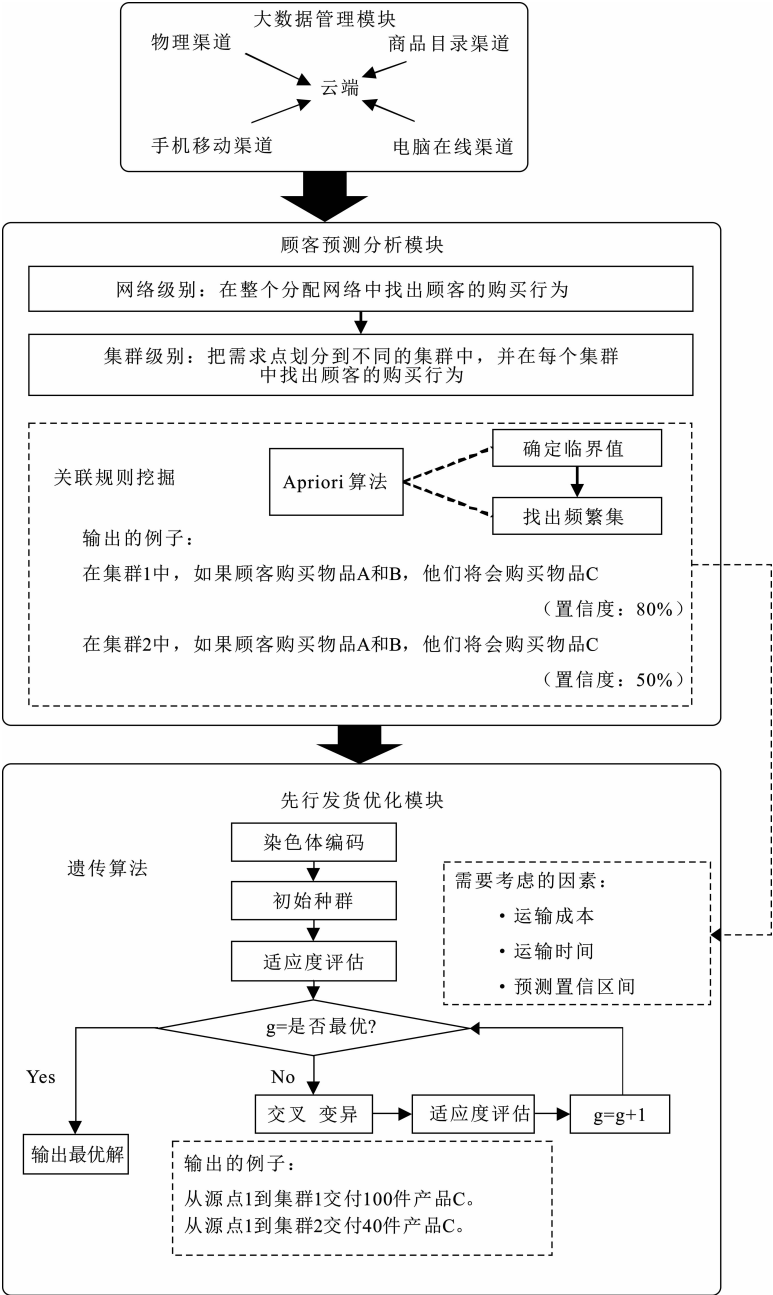 大数据管理模块
物理渠道
商品目录渠道
云端
手机移动渠道
电脑在线渠道
顾客预测分析模块
网络级别：在整个分配网络中找出顾客的购买行为
集群级别：把需求点划分到不同的集群中，并在每个集群
中找出顾客的购买行为
关联规则挖掘
Apriori 算法
确定临界值
找出频繁集
输出的例子：
在集群1中，如果顾客购买物品A和B，他们将会购买物品C
（置信度：80%）
在集群2中，如果顾客购买物品A和B，他们将会购买物品C
（置信度：50%）
先行发货优化模块
遗传算法
染色体编码
初始种群
适应度评估
需要考虑的因素：
· 运输成本
· 运输时间
· 预测置信区间
g=是否最优?
Yes
No
交叉 变异
适应度评估
g=g+1
输出最优解
输出的例子：
从源点1到集群1交付100件产品C。
从源点1到集群2交付40件产品C。